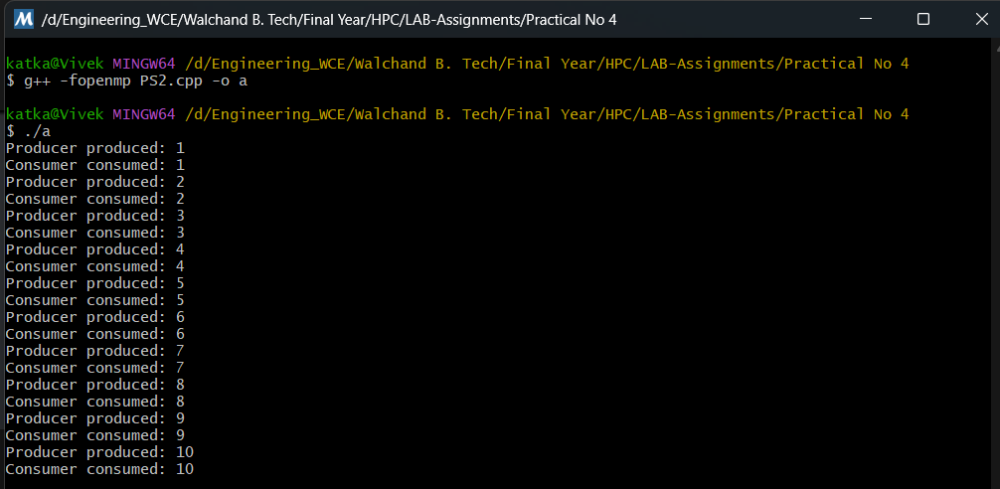 M /d/Engineering_WCE/Walchand B. Tech/Final Year/HPC/LAB-Assignments/Practical No 4
katka@Vivek MINGW64 /d/Engineering_WCE/Walchand B. Tech/Final Year/HPC/LAB-Assignments/Practical No 4
$ g++ -fopenmp PS2.cpp -o a
katka@Vivek MINGW64 /d/Engineering_WCE/Walchand B. Tech/Final Year/HPC/LAB-Assignments/Practical No 4
$ ./a
Producer produced: 1
Consumer consumed: 1
Producer produced: 2
Consumer consumed: 2
Producer produced: 3
Consumer consumed: 3
Producer produced: 4
Consumer consumed: 4
Producer produced: 5
Consumer consumed: 5
Producer produced: 6
Consumer consumed: 6
Producer produced: 7
Consumer consumed: 7
Producer produced: 8
Consumer consumed: 8
Producer produced: 9
Consumer consumed: 9
Producer produced: 10
Consumer consumed: 10